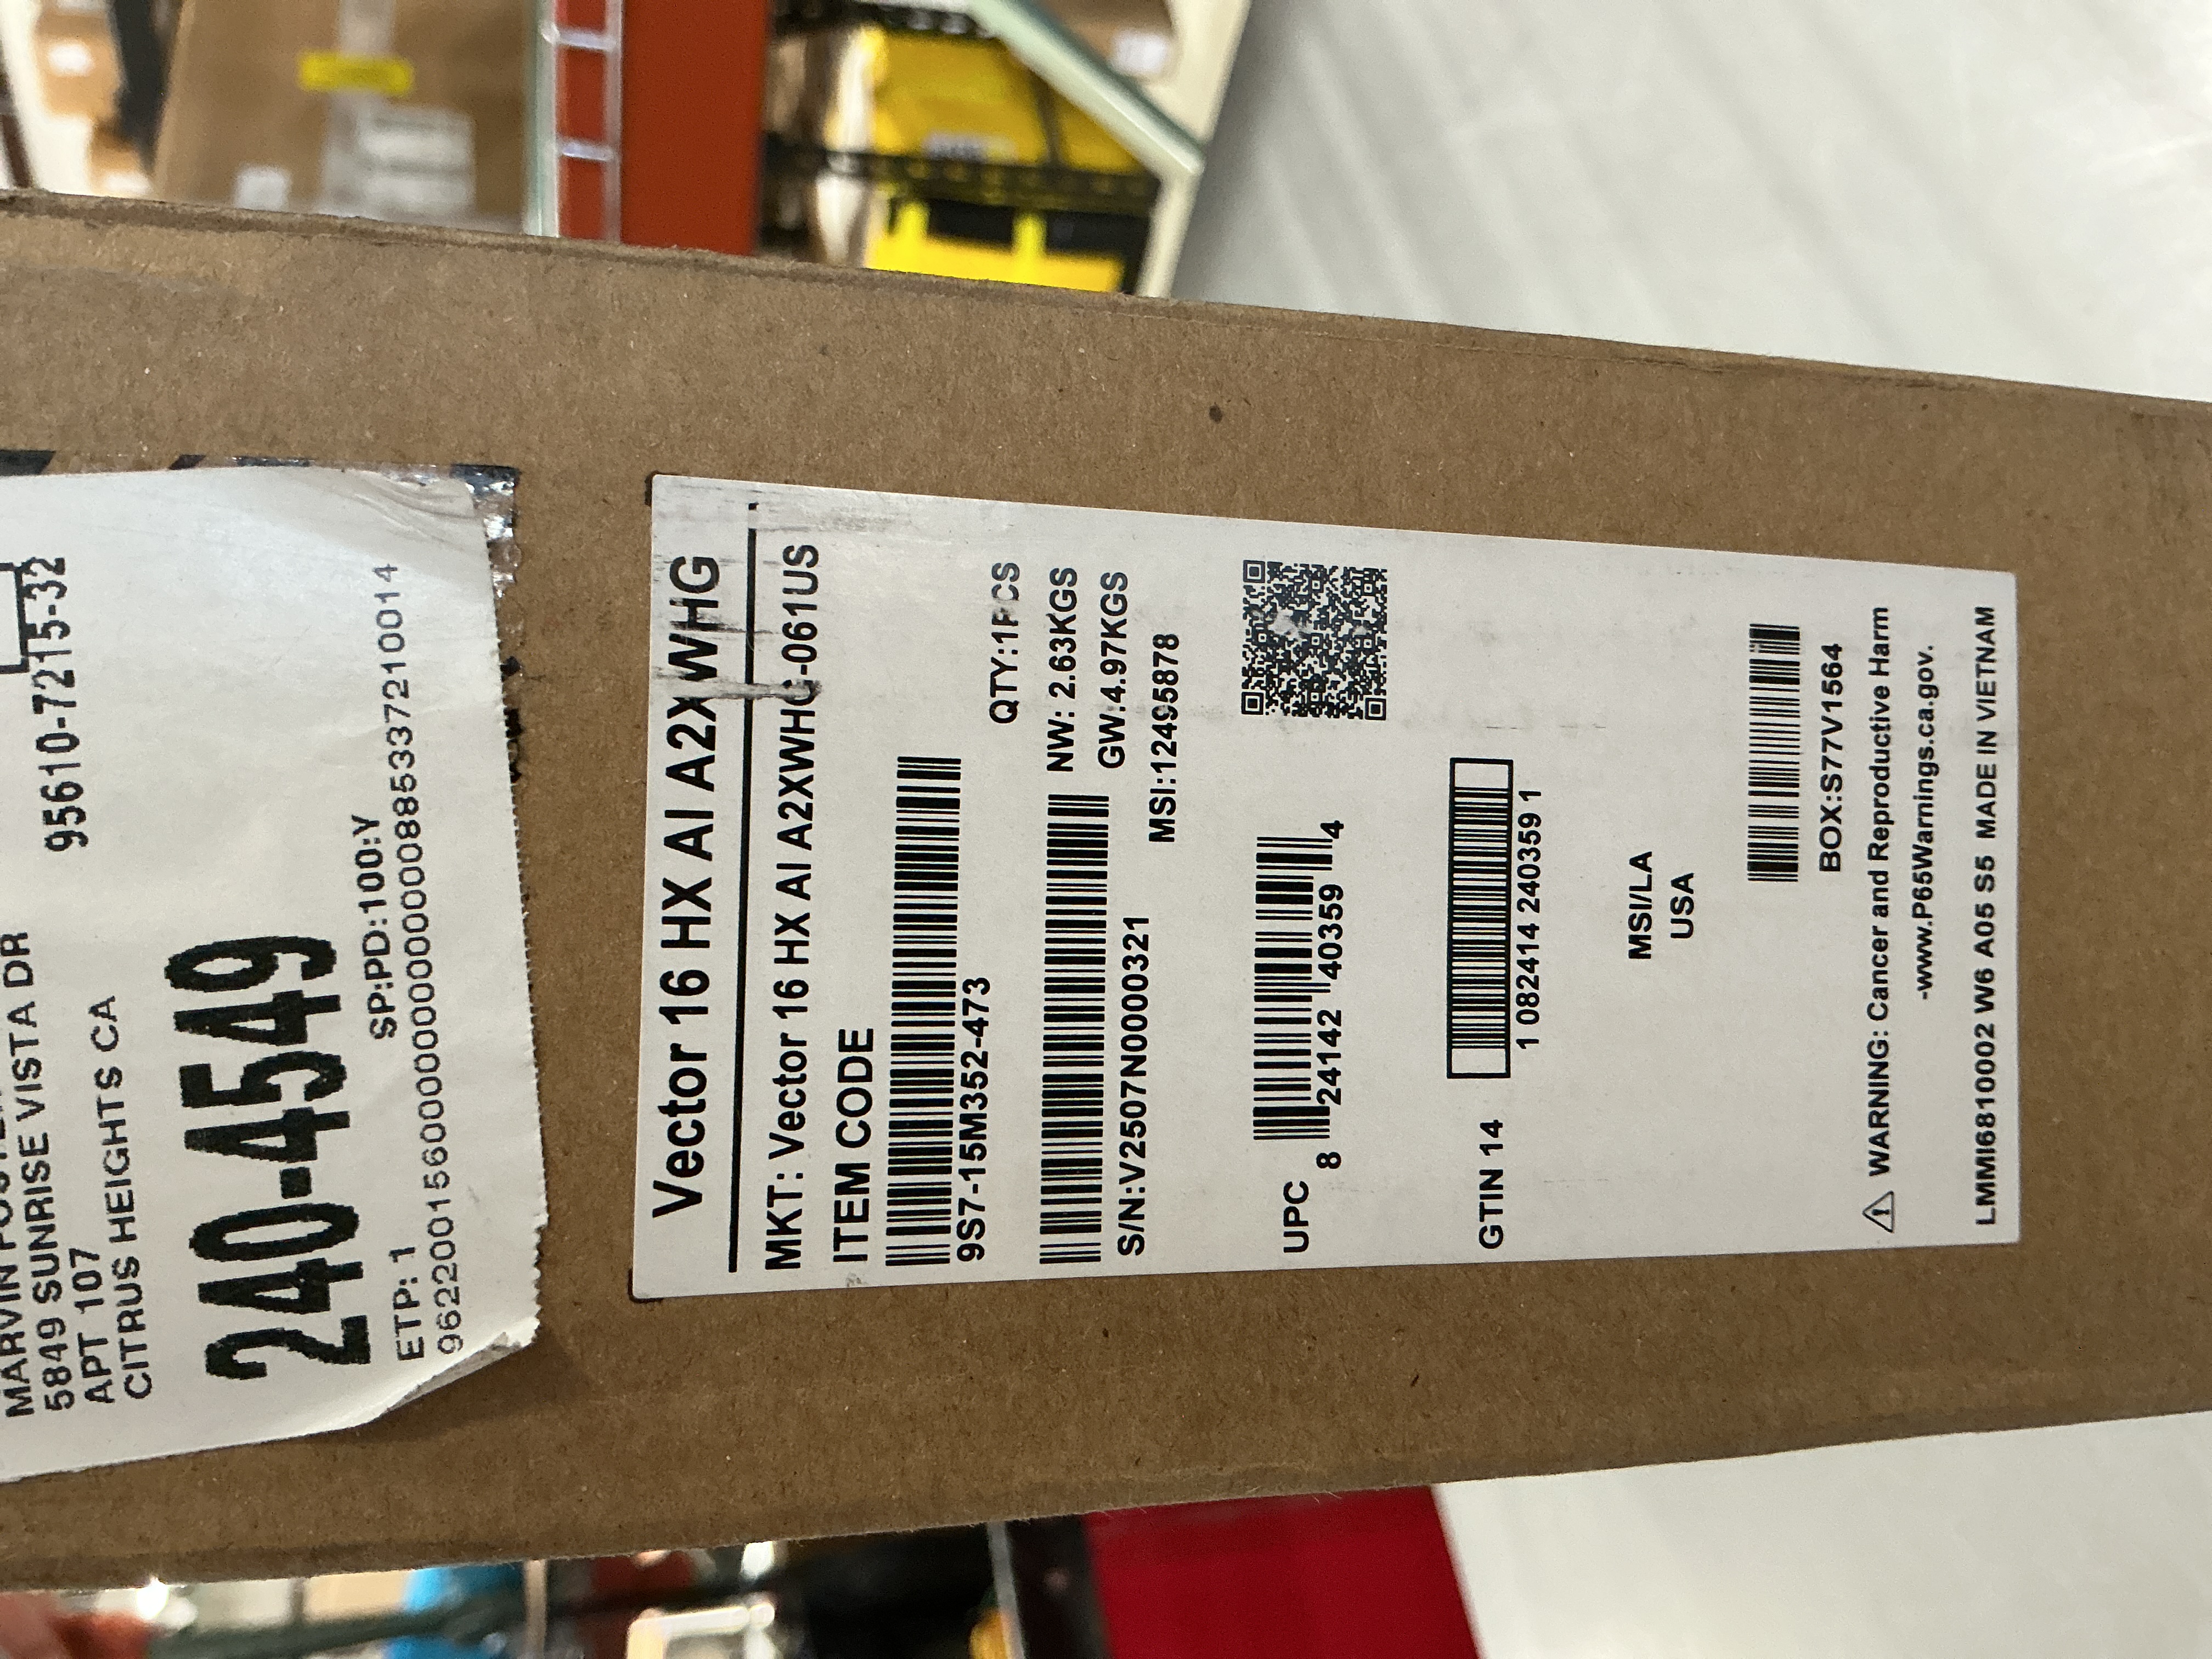 95610-7215-32
5849 SUNRISE VISTA DR
APT 107
CITRUS HEIGHTS CA
240-4549
SP:PD:100:Y
ETP: 1
Vector 16 HX AI A2XWHG
MKT: Vector 16 HX AI A2XWHG-061US
ITEM CODE
9S7-15M352-473
QTY:1PCS
NW: 2.63KGS
GW:4.97KGS
S/N:V2507N0000321
MSI:12495878
UPC
8 24142 40359 4
GTIN 14
1 082414 240359 1
MSI/LA
USA
BOX:S77V1564
⚠ WARNING: Cancer and Reproductive Harm
-www.P65Warnings.ca.gov.
LMMI6810002 W6 A05 S5 MADE IN VIETNAM